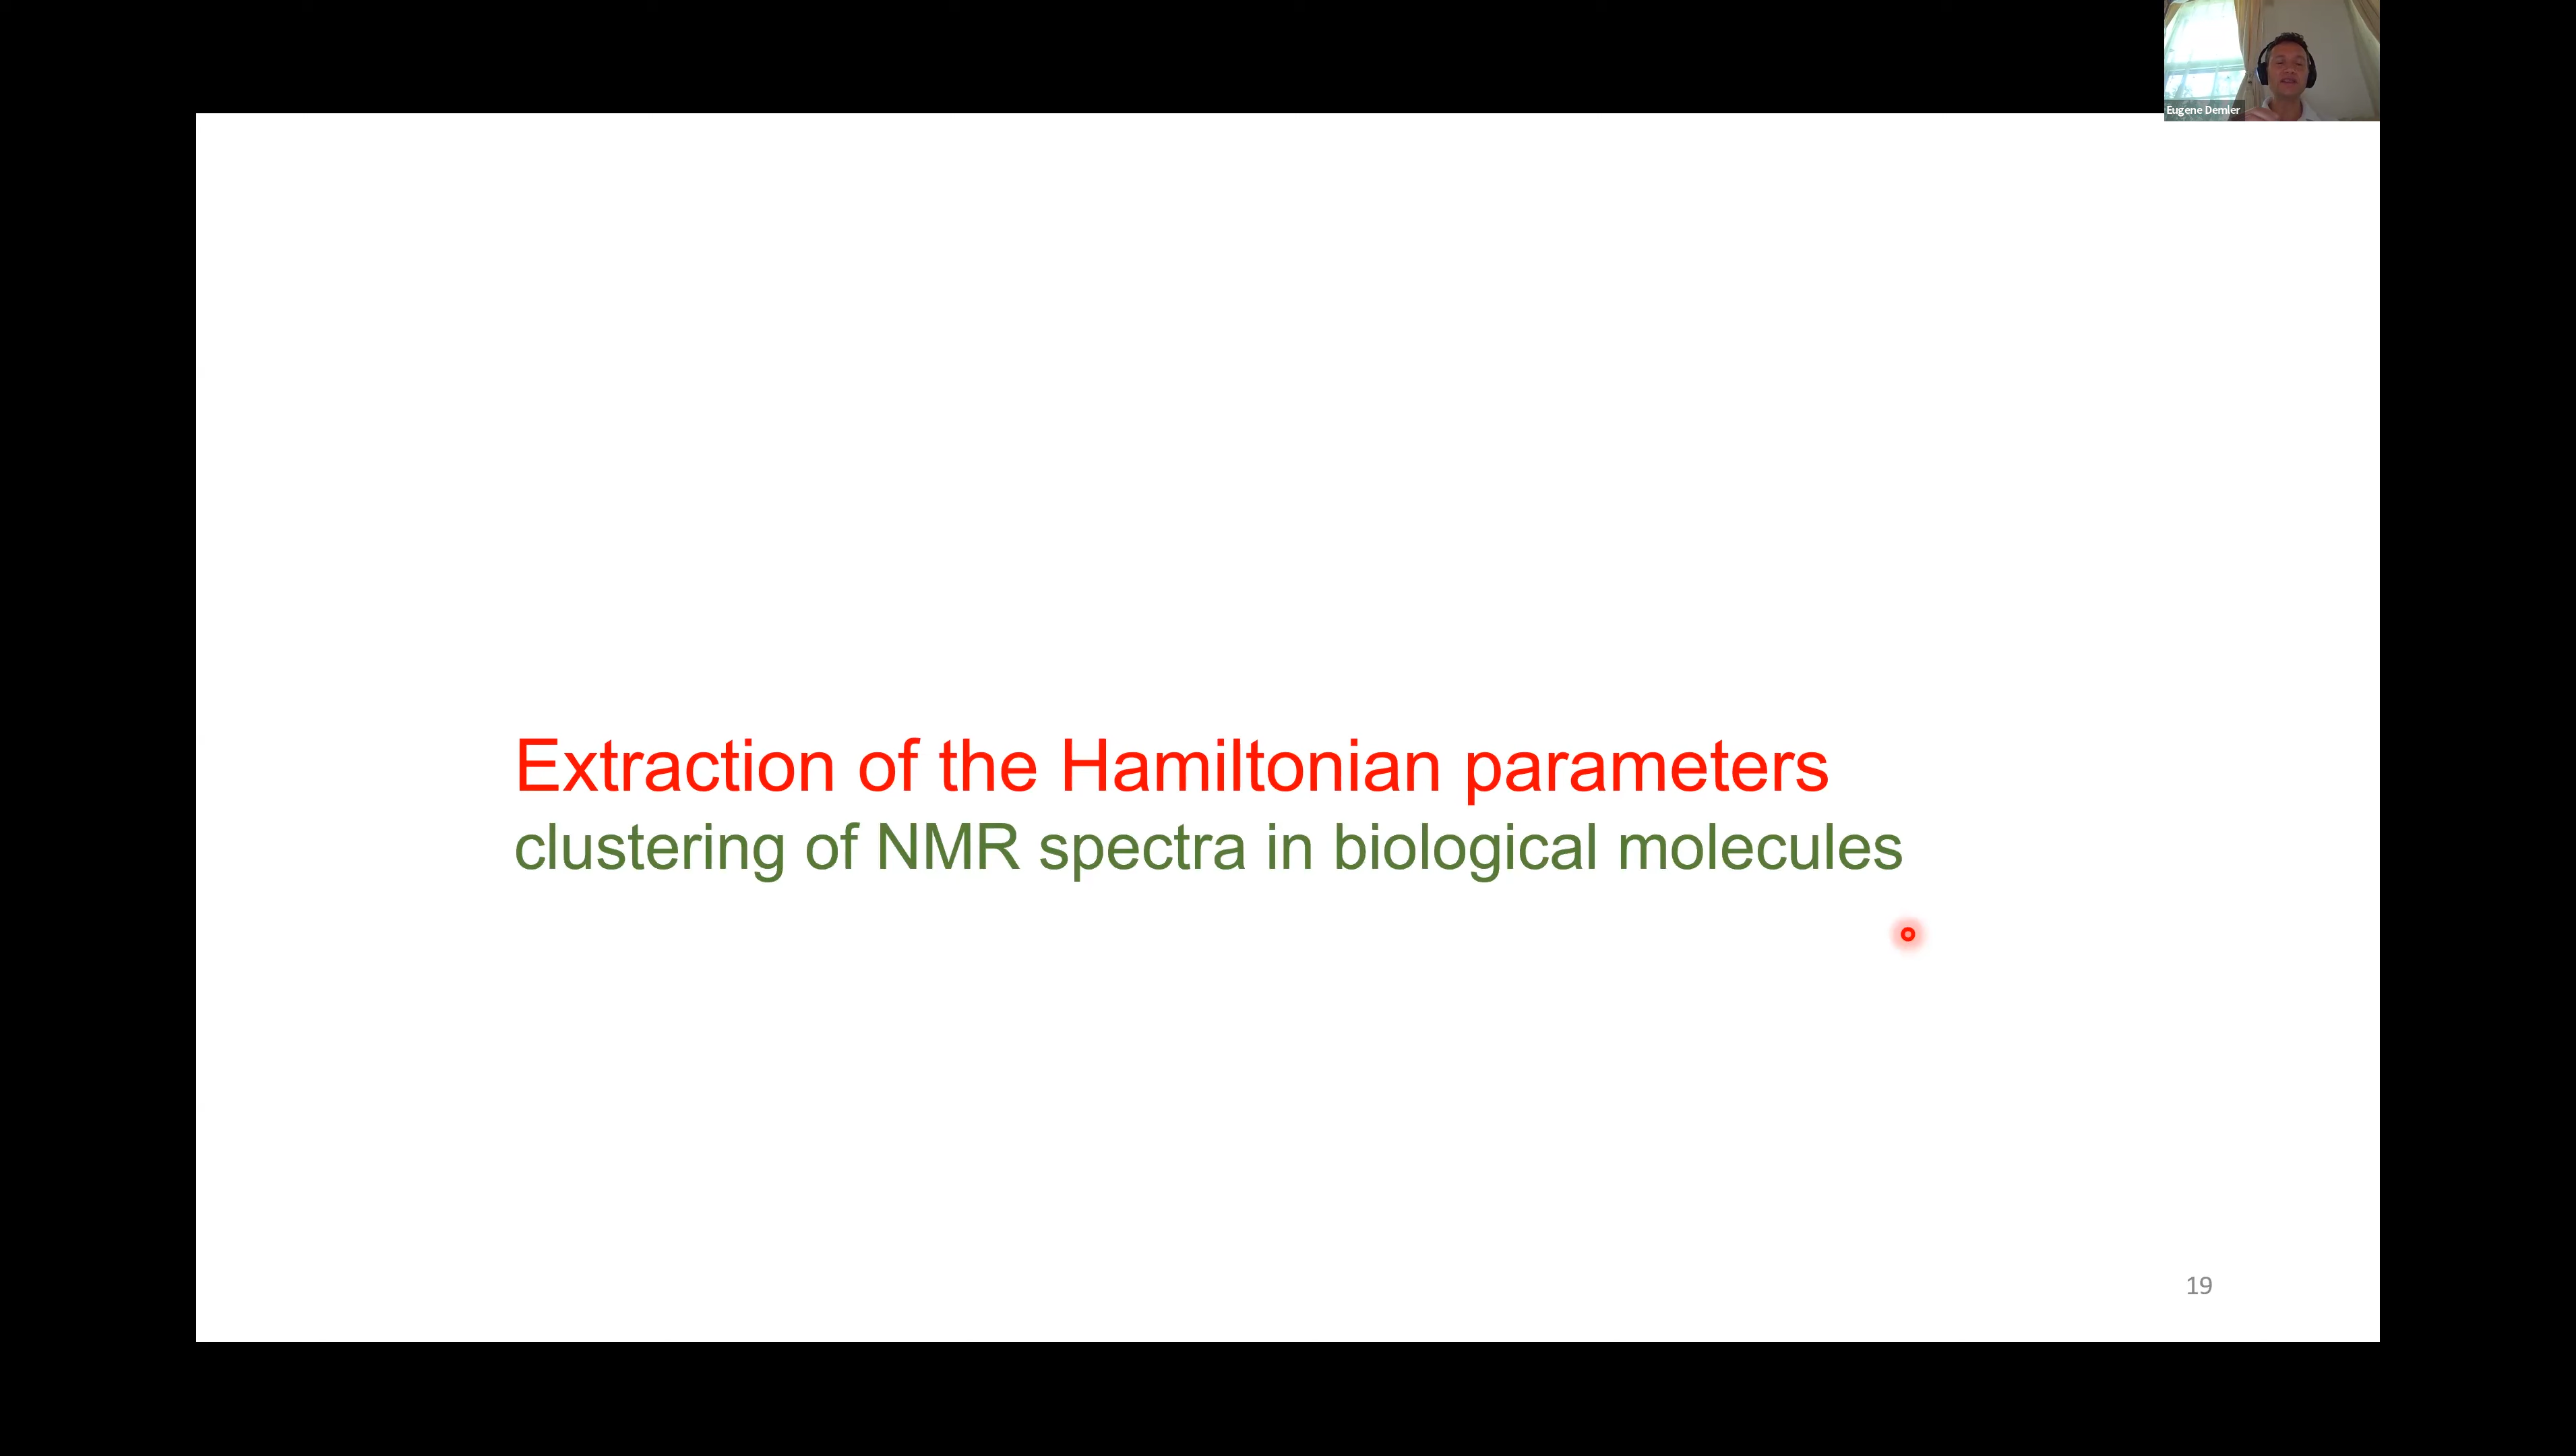 Eugene Demler
Extraction of the Hamiltonian parameters
clustering of NMR spectra in biological molecules
19